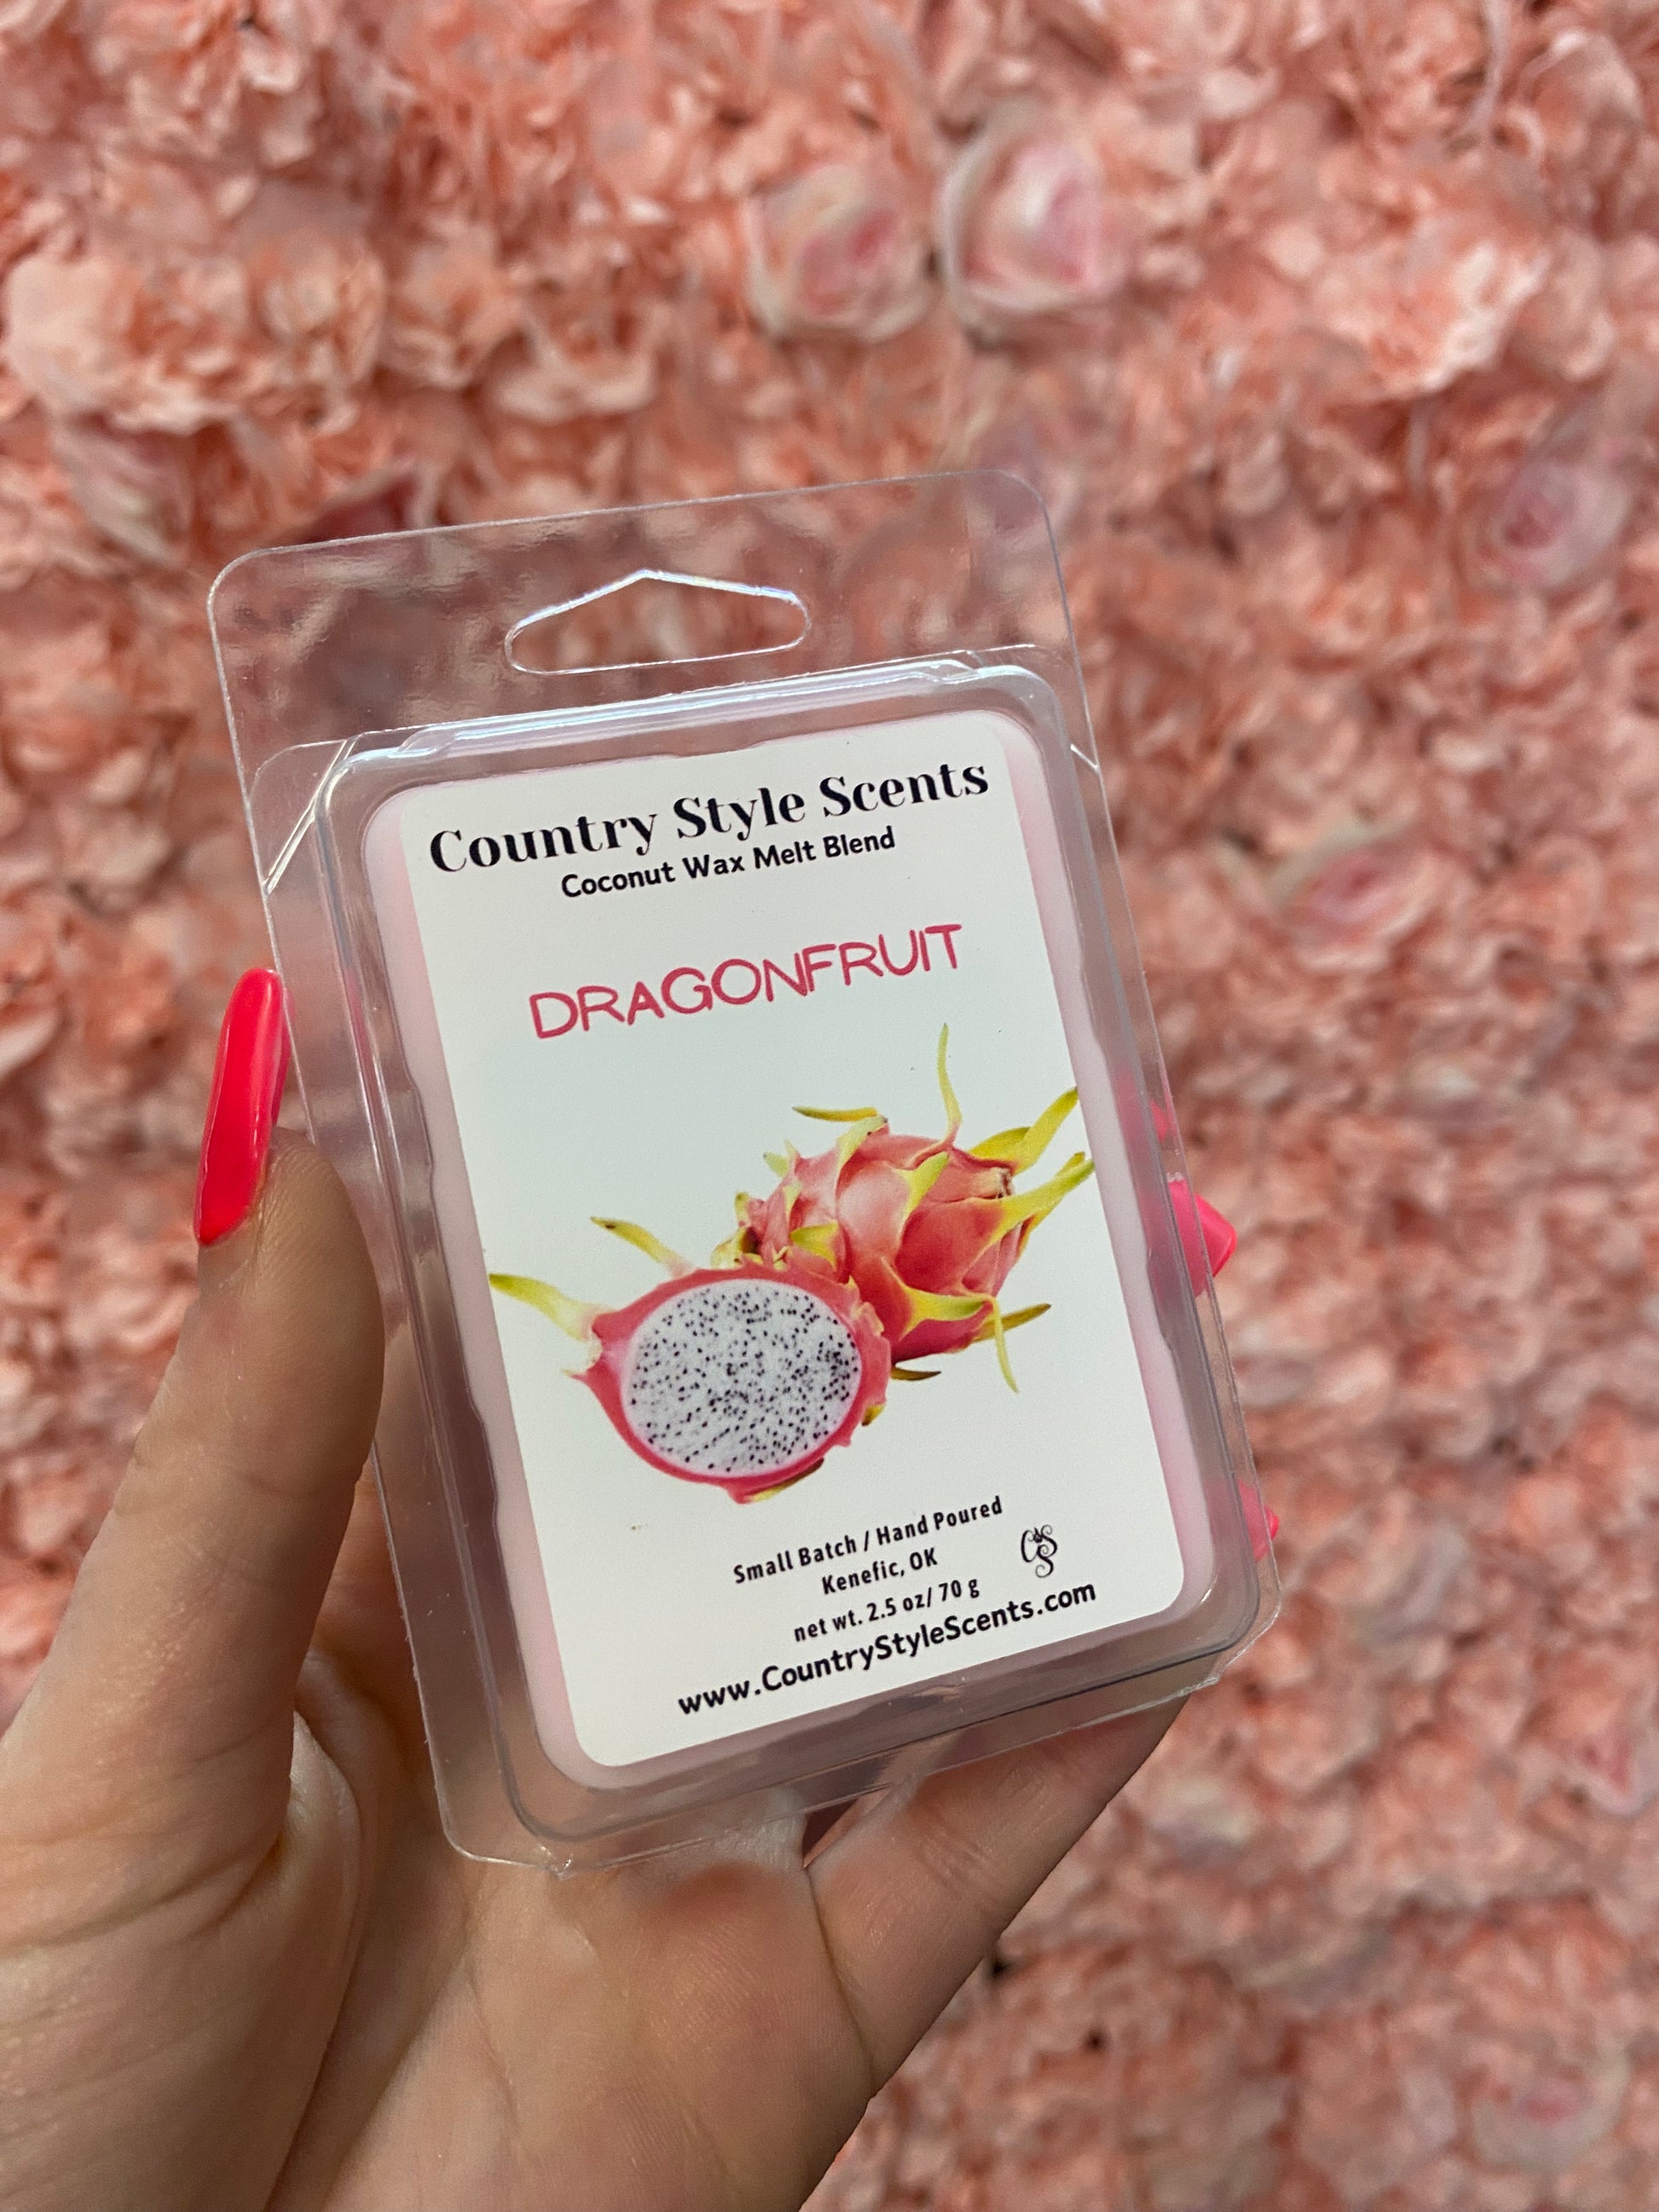 Country Style Scents
Coconut Wax Melt Blend
DRAGONFRUIT
Small Batch / Hand Poured
Kenefic, OK
net wt. 2.5 oz/ 70 g
CSS
www.CountryStyleScents.com